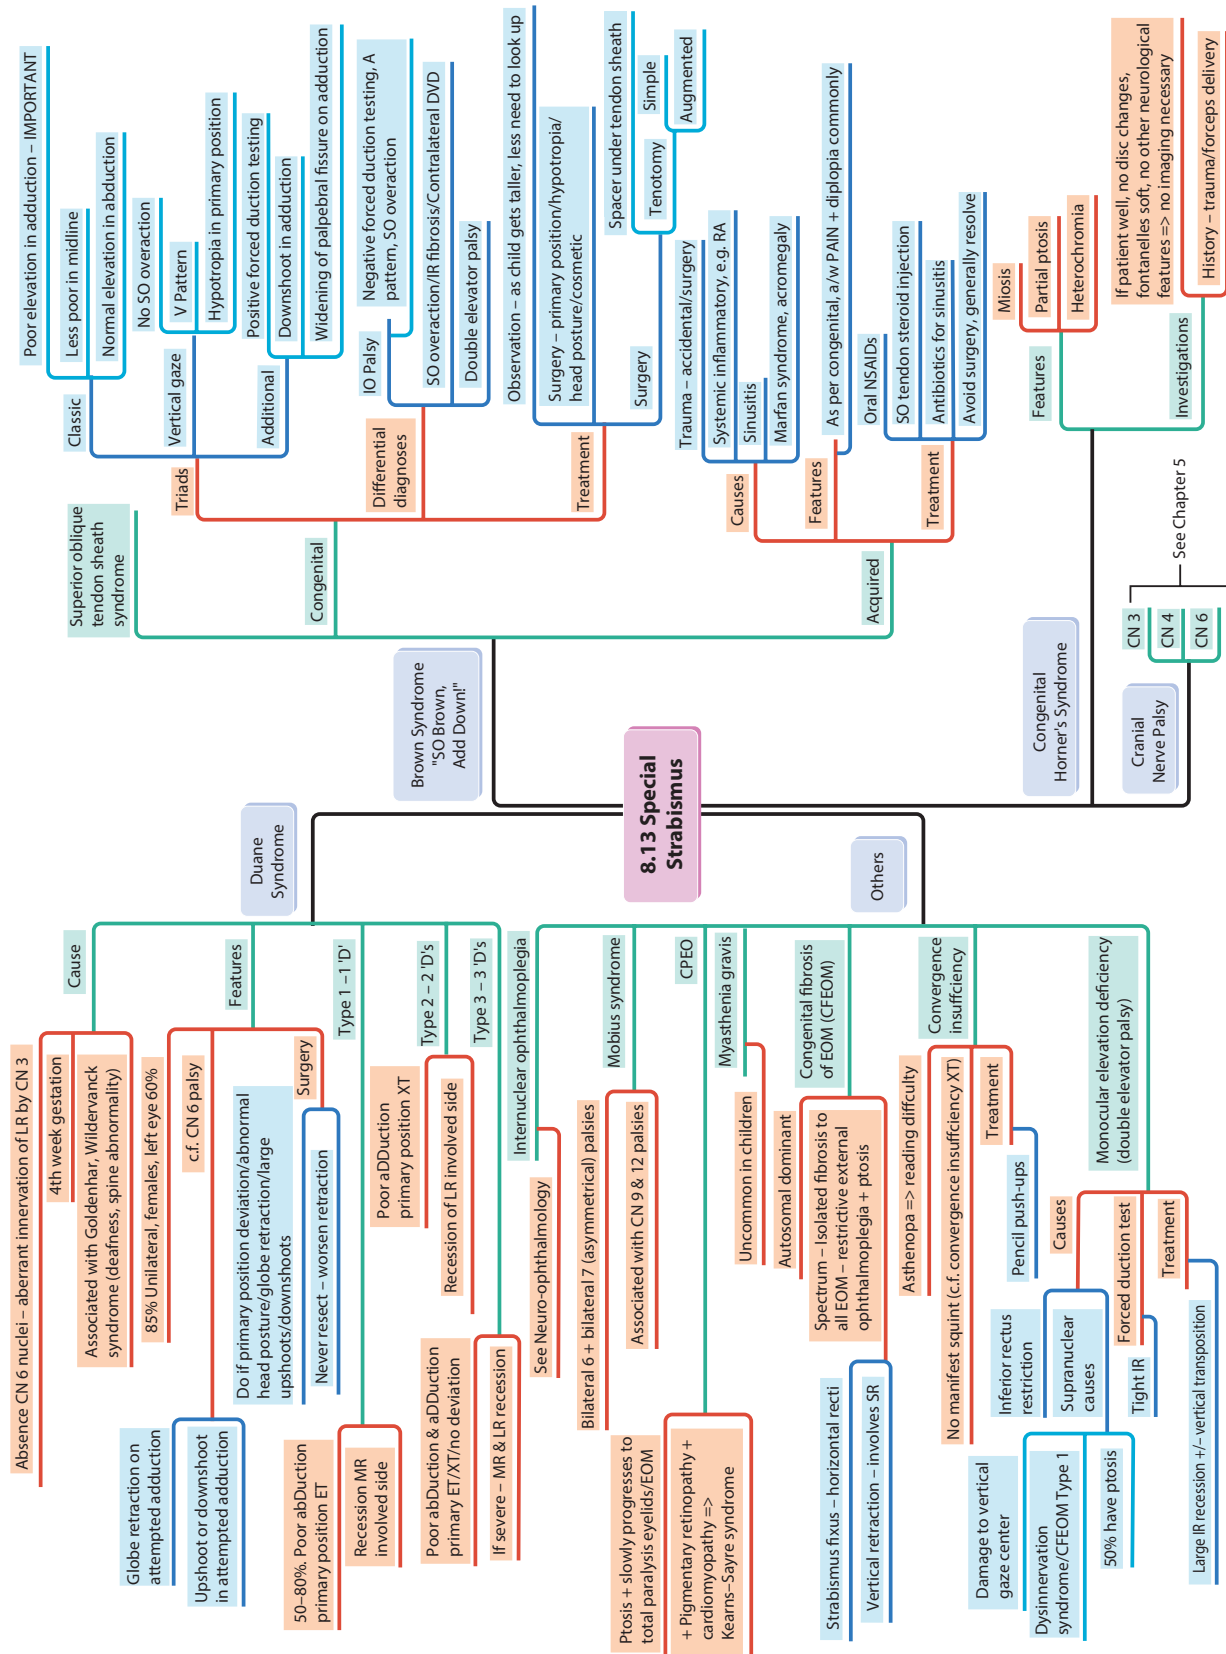 8.13 Special
Strabismus
Duane
Syndrome
Cause
Absence CN 6 nuclei – aberrant innervation of LR by CN 3
4th week gestation
Associated with Goldenhar, Wildervanck
syndrome (deafness, spine abnormality)
Features
85% Unilateral, females, left eye 60%
c.f. CN 6 palsy
Globe retraction on
attempted adduction
Upshoot or downshoot
in attempted adduction
Surgery
Do if primary position deviation/abnormal
head posture/globe retraction/large
upshoots/downshoots
Never resect – worsen retraction
Type 1 –1 'D'
50–80%. Poor abDuction
primary position ET
Recession MR
involved side
Type 2 – 2 'D's
Poor aDDuction
primary position XT
Recession of LR involved side
Type 3 – 3 'D's
Poor abDuction & aDDuction
primary ET/XT/no deviation
If severe – MR & LR recession
Others
Internuclear ophthalmoplegia
See Neuro-ophthalmology
Mobius syndrome
Bilateral 6 + bilateral 7 (asymmetrical) palsies
Associated with CN 9 & 12 palsies
CPEO
Ptosis + slowly progresses to
total paralysis eyelids/EOM
+ Pigmentary retinopathy +
cardiomyopathy =>
Kearns–Sayre syndrome
Myasthenia gravis
Uncommon in children
Congenital fibrosis
of EOM (CFEOM)
Autosomal dominant
Spectrum – Isolated fibrosis to
all EOM – restrictive external
ophthalmoplegia + ptosis
Strabismus fixus – horizontal recti
Vertical retraction – involves SR
Convergence
insufficiency
Asthenopa => reading diffculty
No manifest squint (c.f. convergence insufficiency XT)
Treatment
Pencil push-ups
Monocular elevation deficiency
(double elevator palsy)
Causes
Inferior rectus
restriction
Supranuclear
causes
Damage to vertical
gaze center
Dysinnervation
syndrome/CFEOM Type 1
50% have ptosis
Forced duction test
Tight IR
Treatment
Large IR recession +/– vertical transposition
Brown Syndrome
"SO Brown,
Add Down!"
Superior oblique
tendon sheath
syndrome
Congenital
Triads
Classic
Poor elevation in adduction – IMPORTANT
Less poor in midline
Normal elevation in abduction
Vertical gaze
No SO overaction
V Pattern
Hypotropia in primary position
Additional
Positive forced duction testing
Downshoot in adduction
Widening of palpebral fissure on adduction
Differential
diagnoses
IO Palsy
Negative forced duction testing, A
pattern, SO overaction
SO overaction/IR fibrosis/Contralateral DVD
Double elevator palsy
Treatment
Observation – as child gets taller, less need to look up
Surgery – primary position/hypotropia/
head posture/cosmetic
Surgery
Spacer under tendon sheath
Tenotomy
Simple
Augmented
Acquired
Causes
Trauma – accidental/surgery
Systemic inflammatory, e.g. RA
Sinusitis
Marfan syndrome, acromegaly
Features
As per congenital, a/w PAIN + diplopia commonly
Treatment
Oral NSAIDs
SO tendon steroid injection
Antibiotics for sinusitis
Avoid surgery, generally resolve
Congenital
Horner's Syndrome
Features
Miosis
Partial ptosis
Heterochromia
Investigations
If patient well, no disc changes,
fontanelles soft, no other neurological
features => no imaging necessary
History – trauma/forceps delivery
Cranial
Nerve Palsy
CN 3
CN 4
CN 6
See Chapter 5